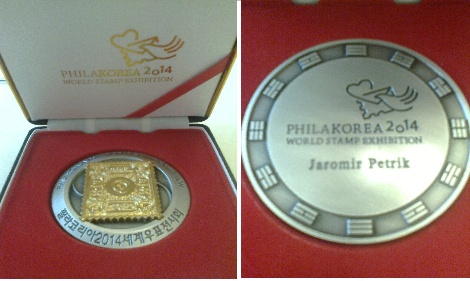 PHILAKOREA 2014
WORLD STAMP EXHIBITION
필라코리아2014세계우표전시회
PHILAKOREA 2014
WORLD STAMP EXHIBITION
Jaromir Petrik